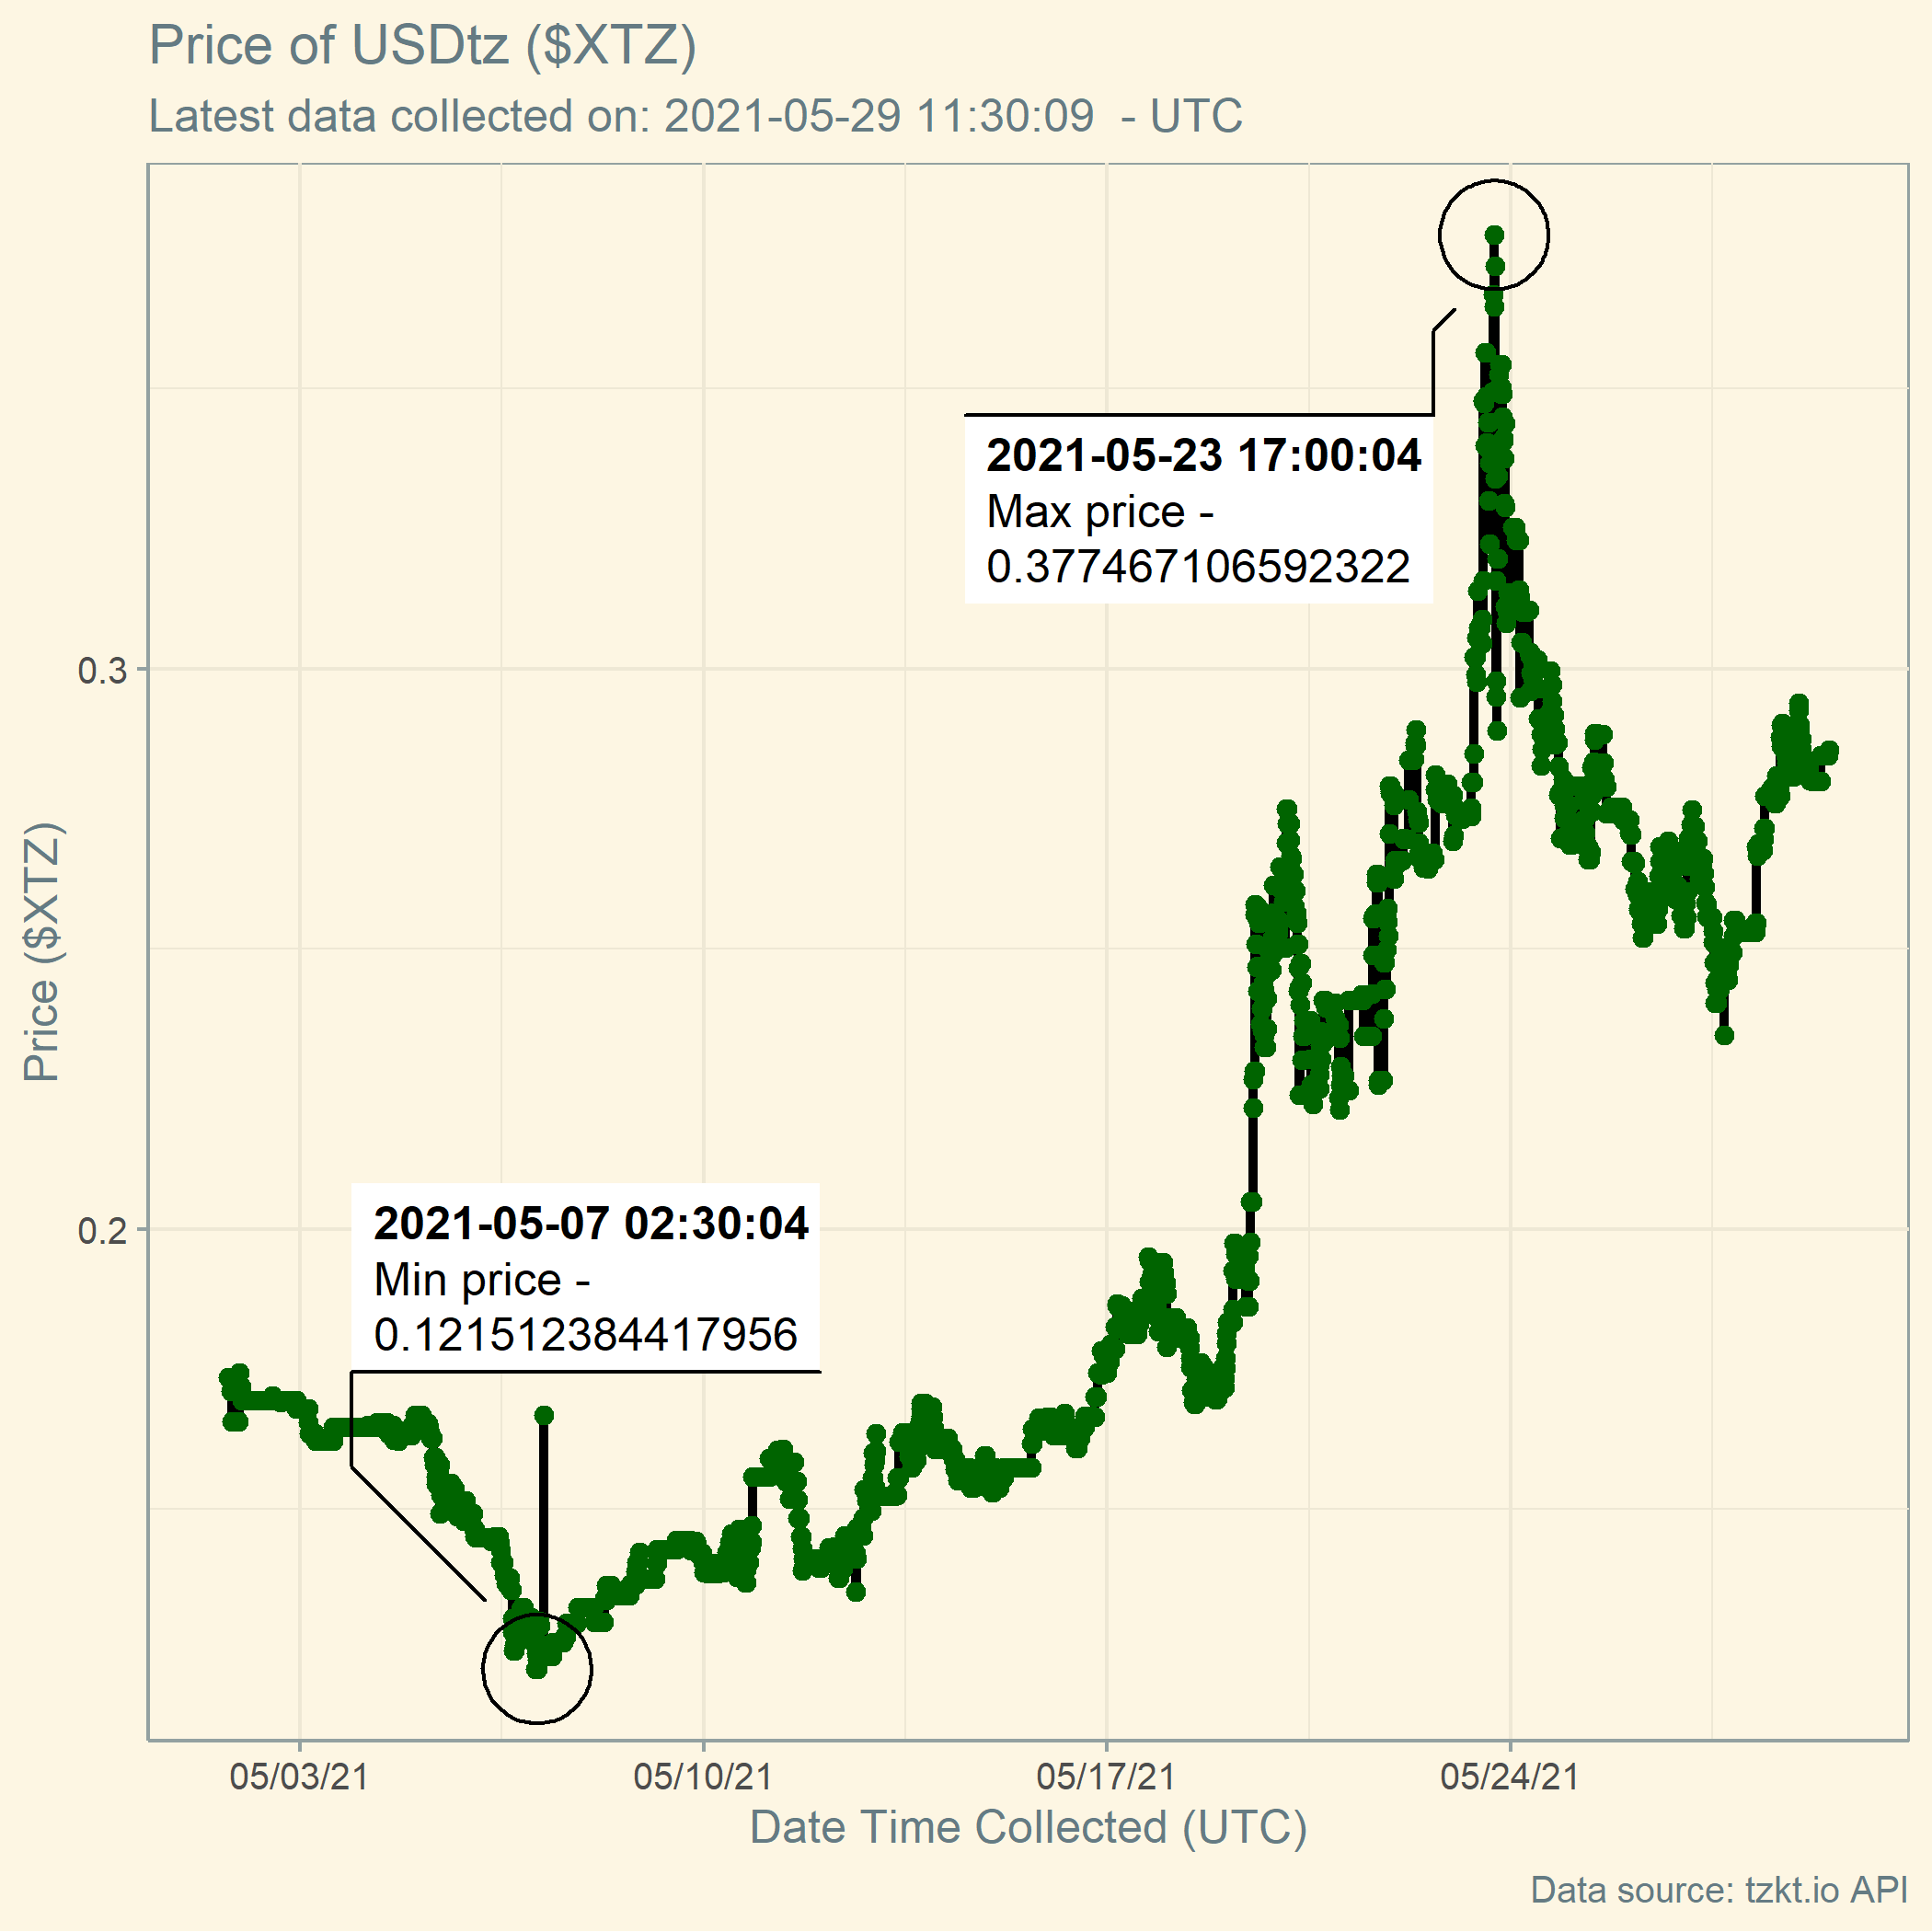 Price of USDtz ($XTZ)
Latest data collected on: 2021-05-29 11:30:09  - UTC
2021-05-23 17:00:04
Max price -
0.377467106592322
0.3
Price ($XTZ)
0.2
2021-05-07 02:30:04
Min price -
0.121512384417956
05/03/21
05/10/21
05/17/21
05/24/21
Date Time Collected (UTC)
Data source: tzkt.io API